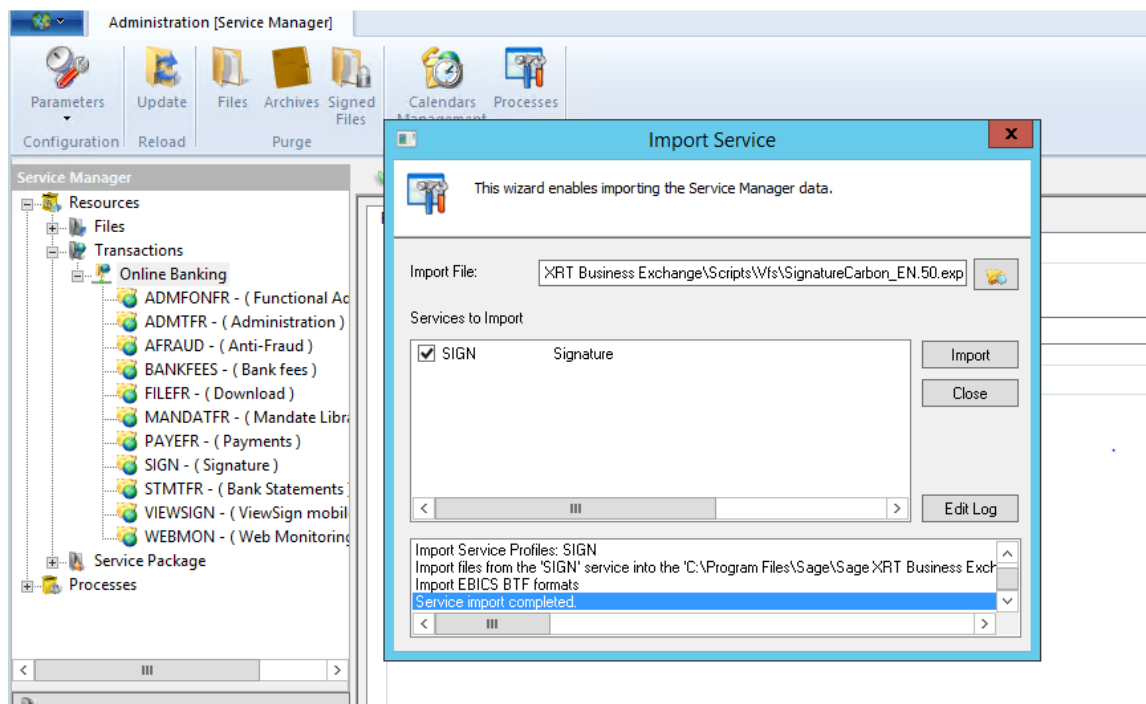 Administration [Service Manager]
Parameters
Update
Files
Archives
Signed
Files
Calendars
Management
Processes
Configuration
Reload
Purge
Import Service
x
This wizard enables importing the Service Manager data.
Service Manager
Resources
Files
Transactions
Online Banking
ADMFONFR - ( Functional Ad
ADMTFR - ( Administration )
AFRAUD - ( Anti-Fraud )
BANKFEES - ( Bank fees )
FILEFR - ( Download )
MANDATFR - ( Mandate Libra
PAYEFR - ( Payments )
SIGN - ( Signature )
STMTFR - ( Bank Statements )
VIEWSIGN - ( ViewSign mobil
WEBMON - ( Web Monitoring
Service Package
Processes
Import File:
XRT Business Exchange\Scripts\Vfs\SignatureCarbon_EN.50.exp
Services to Import
SIGN Signature
Import
Close
Edit Log
Import Service Profiles: SIGN
Import files from the 'SIGN' service into the 'C:\Program Files\Sage\Sage XRT Business Exch
Import EBICS BTF formats
Service import completed.